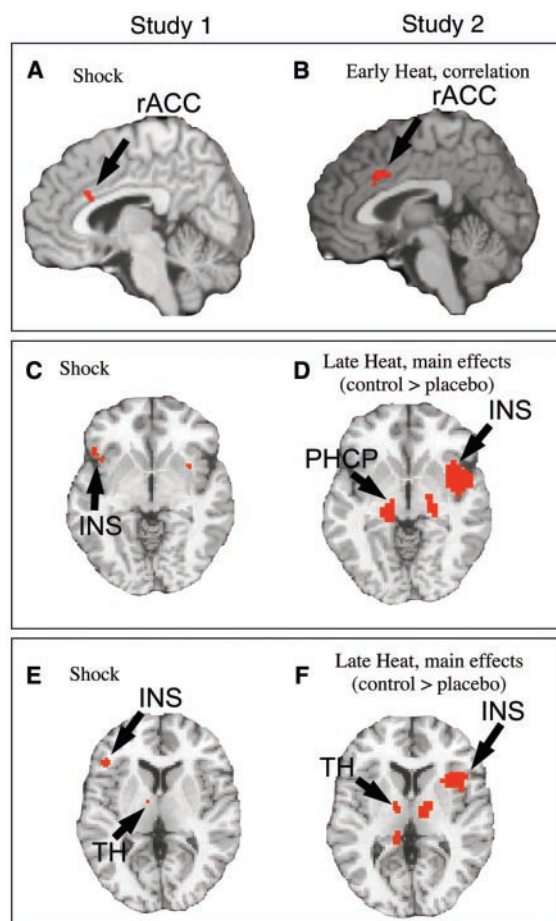 Study 1
Study 2
A
Shock
rACC
B
Early Heat, correlation
rACC
C
Shock
INS
D
Late Heat, main effects
(control > placebo)
INS
PHCP
E
Shock
INS
TH
F
Late Heat, main effects
(control > placebo)
INS
TH